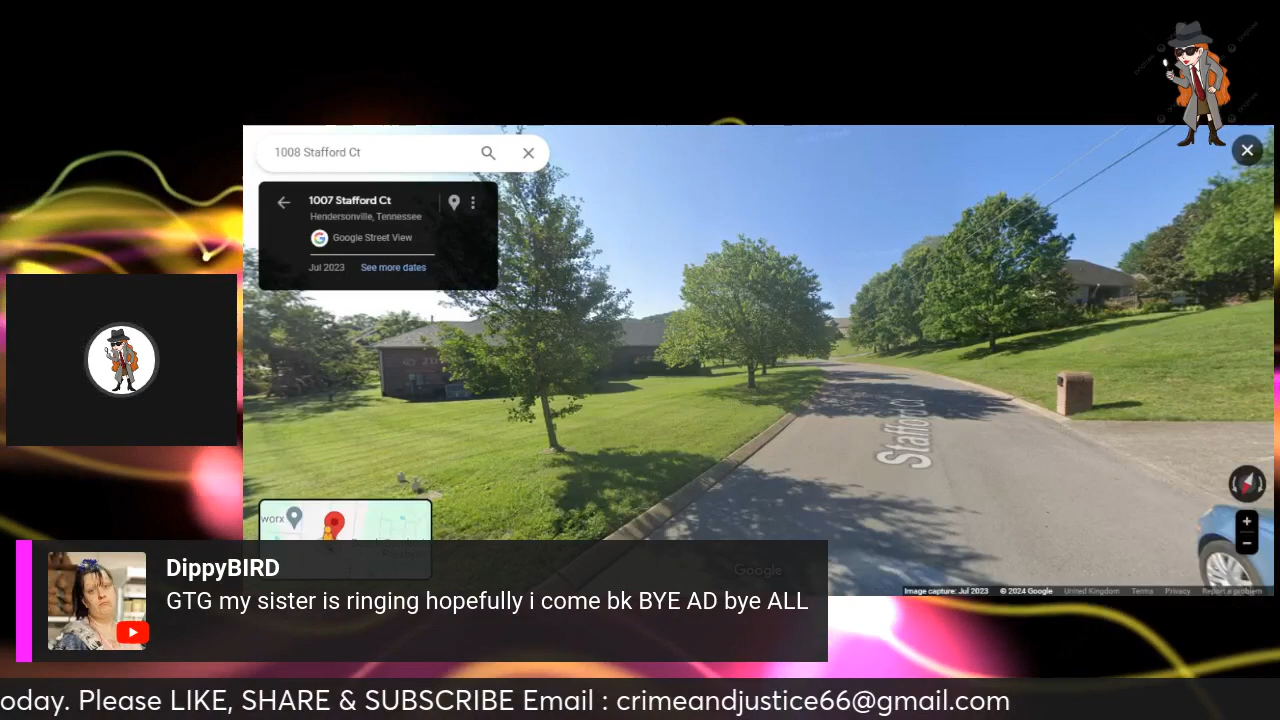 1008 Stafford Ct
1007 Stafford Ct
Hendersonville, Tennessee
Google Street View
Jul 2023 See more dates
Stafford Ct
worx
Google
Image capture: Jul 2023 © 2024 Google United Kingdom Terms Privacy Report a problem
DippyBIRD
GTG my sister is ringing hopefully i come bk BYE AD bye ALL
oday. Please LIKE, SHARE & SUBSCRIBE Email : crimeandjustice66@gmail.com